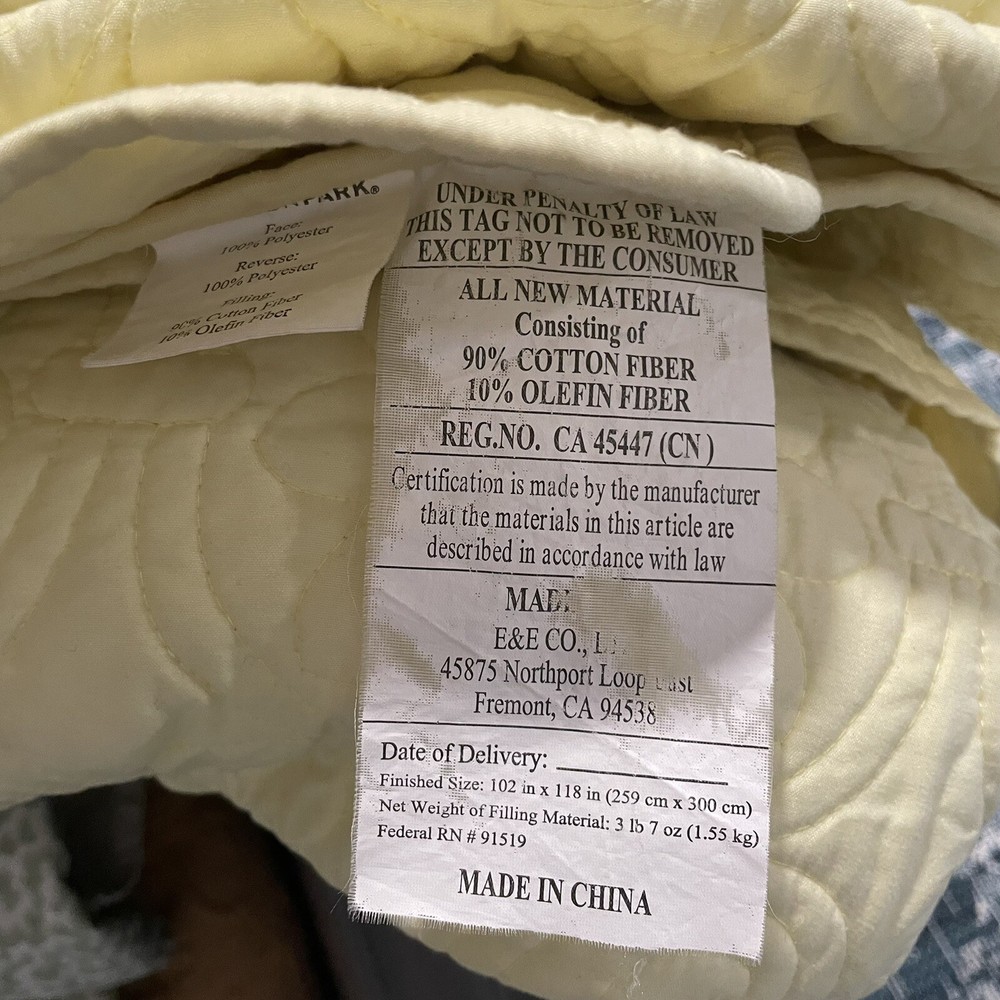 PARK®
Face:
100% Polyester
Reverse:
100% Polyester
Filling:
90% Cotton Fiber
10% Olefin Fiber
UNDER PENALTY OF LAW
THIS TAG NOT TO BE REMOVED
EXCEPT BY THE CONSUMER
ALL NEW MATERIAL
Consisting of
90% COTTON FIBER
10% OLEFIN FIBER
REG.NO. CA 45447 (CN )
Certification is made by the manufacturer
that the materials in this article are
described in accordance with law
E&E CO.,
45875 Northport Loop East
Fremont, CA 94538
Date of Delivery:
Finished Size: 102 in x 118 in (259 cm x 300 cm)
Net Weight of Filling Material: 3 lb 7 oz (1.55 kg)
Federal RN # 91519
MADE IN CHINA